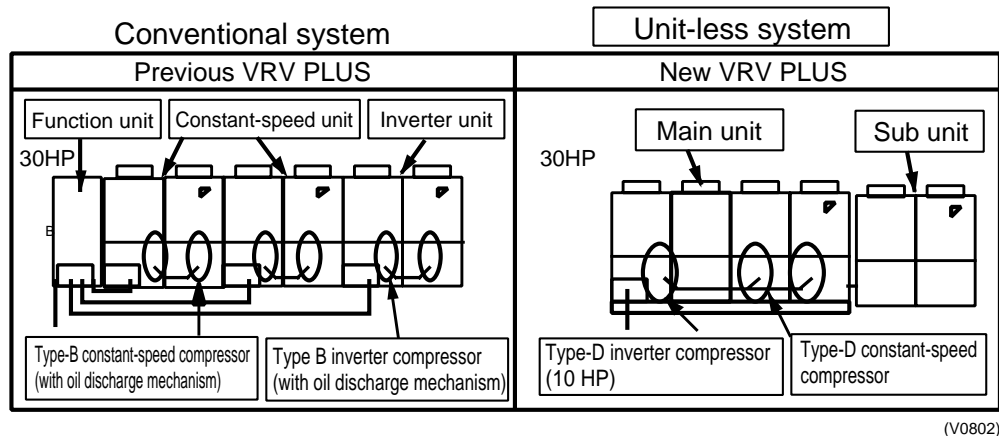 Conventional system
Unit-less system
Previous VRV PLUS
New VRV PLUS
Function unit
Constant-speed unit
Inverter unit
30HP
B
Type-B constant-speed compressor
(with oil discharge mechanism)
Type B inverter compressor
(with oil discharge mechanism)
Main unit
Sub unit
30HP
Type-D inverter compressor
(10 HP)
Type-D constant-speed
compressor
(V0802)